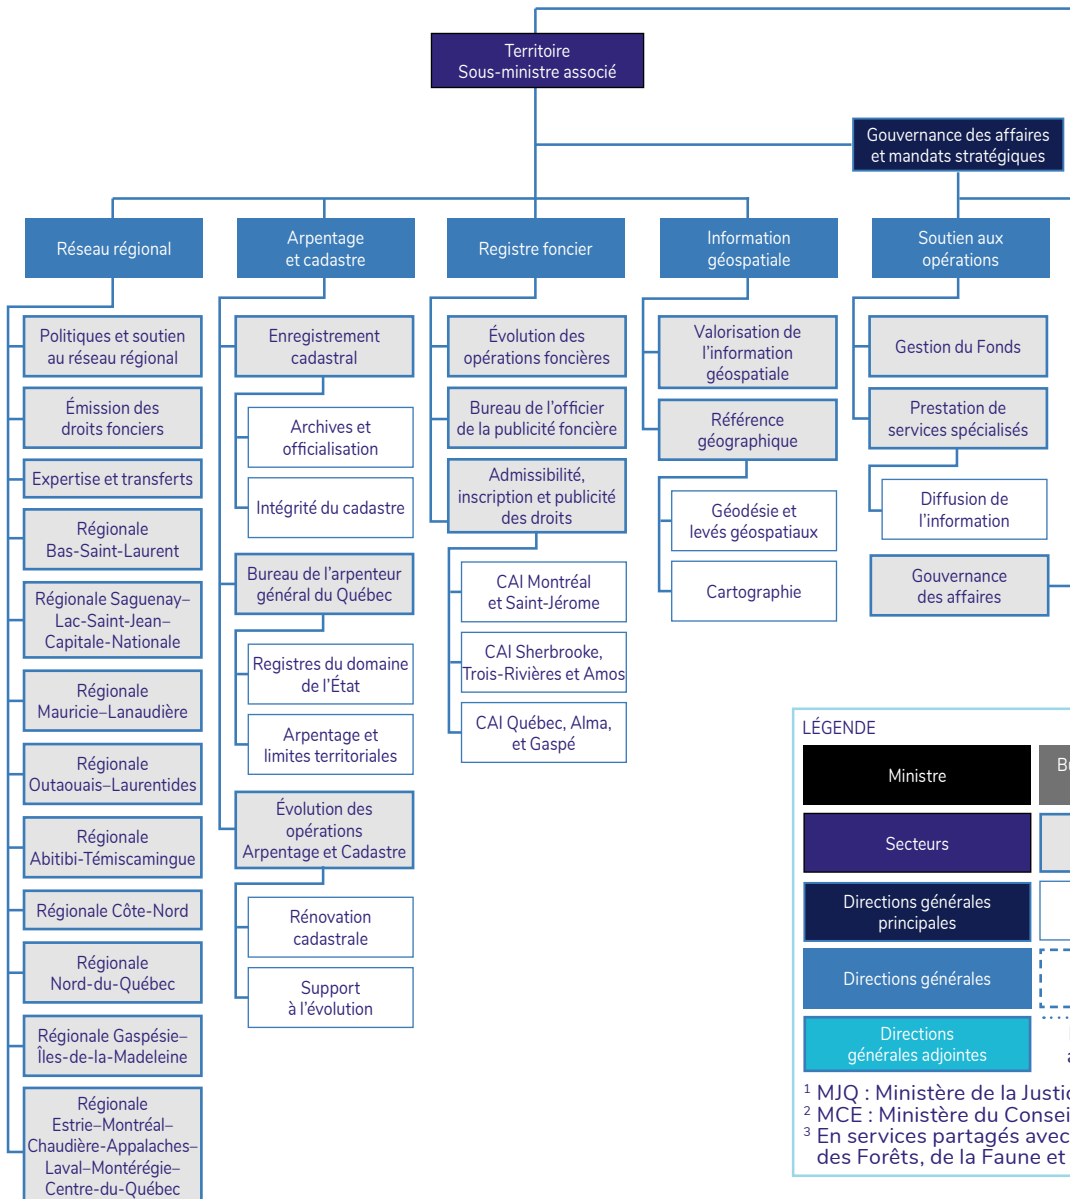 Territoire
Sous-ministre associé
Gouvernance des affaires
et mandats stratégiques
Réseau régional
Arpentage
et cadastre
Registre foncier
Information
géospatiale
Soutien aux
opérations
Politiques et soutien
au réseau régional
Émission des
droits fonciers
Expertise et transferts
Régionale
Bas-Saint-Laurent
Régionale Saguenay–
Lac-Saint-Jean–
Capitale-Nationale
Régionale
Mauricie–Lanaudière
Régionale
Outaouais–Laurentides
Régionale
Abitibi-Témiscamingue
Régionale Côte-Nord
Régionale
Nord-du-Québec
Régionale Gaspésie–
Îles-de-la-Madeleine
Régionale
Estrie–Montréal–
Chaudière-Appalaches–
Laval–Montérégie–
Centre-du-Québec
Enregistrement
cadastral
Archives et
officialisation
Intégrité du cadastre
Bureau de l'arpenteur
général du Québec
Registres du domaine
de l'État
Arpentage et
limites territoriales
Évolution des
opérations
Arpentage et Cadastre
Rénovation
cadastrale
Support
à l'évolution
Évolution des
opérations foncières
Bureau de l'officier
de la publicité foncière
Admissibilité,
inscription et publicité
des droits
CAI Montréal
et Saint-Jérome
CAI Sherbrooke,
Trois-Rivières et Amos
CAI Québec, Alma,
et Gaspé
Valorisation de
l'information
géospatiale
Référence
géographique
Géodésie et
levés géospatiaux
Cartographie
Gestion du Fonds
Prestation de
services spécialisés
Diffusion de
l'information
Gouvernance
des affaires
LÉGENDE
Ministre
Secteurs
Directions générales
principales
Directions générales
Directions
générales adjointes
¹ MJQ : Ministère de la Justic
² MCE : Ministère du Consei
³ En services partagés avec
des Forêts, de la Faune et